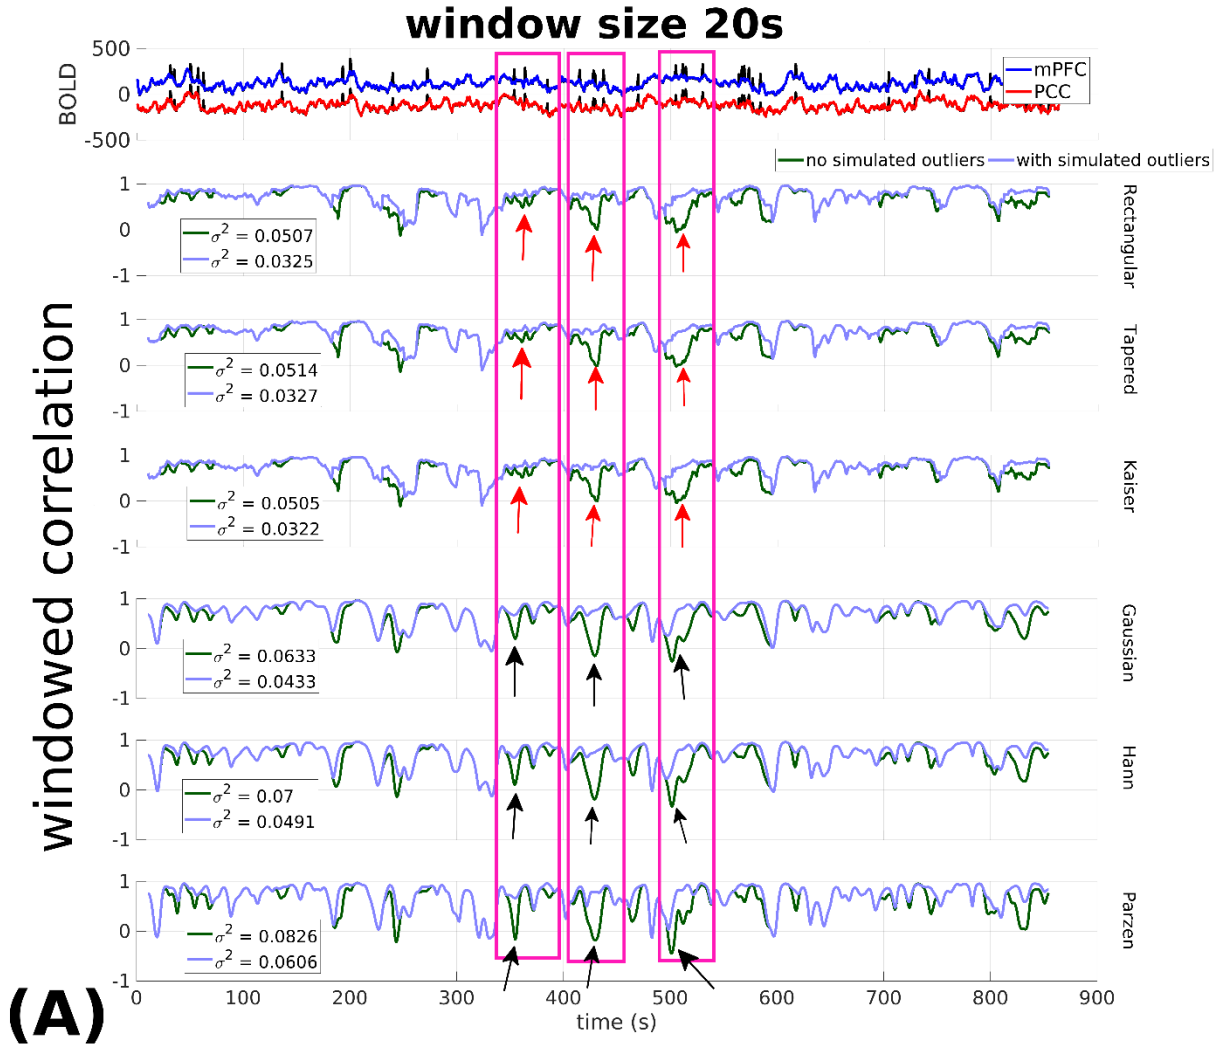 window size 20s
500
0
-500
BOLD
mPFC
PCC
no simulated outliers
with simulated outliers
windowed correlation
1
0
-1
σ² = 0.0507
σ² = 0.0325
Rectangular
1
0
-1
σ² = 0.0514
σ² = 0.0327
Tapered
1
0
-1
σ² = 0.0505
σ² = 0.0322
Kaiser
1
0
-1
σ² = 0.0633
σ² = 0.0433
Gaussian
1
0
-1
σ² = 0.07
σ² = 0.0491
Hann
1
0
-1
σ² = 0.0826
σ² = 0.0606
Parzen
0 100 200 300 400 500 600 700 800 900
time (s)
(A)